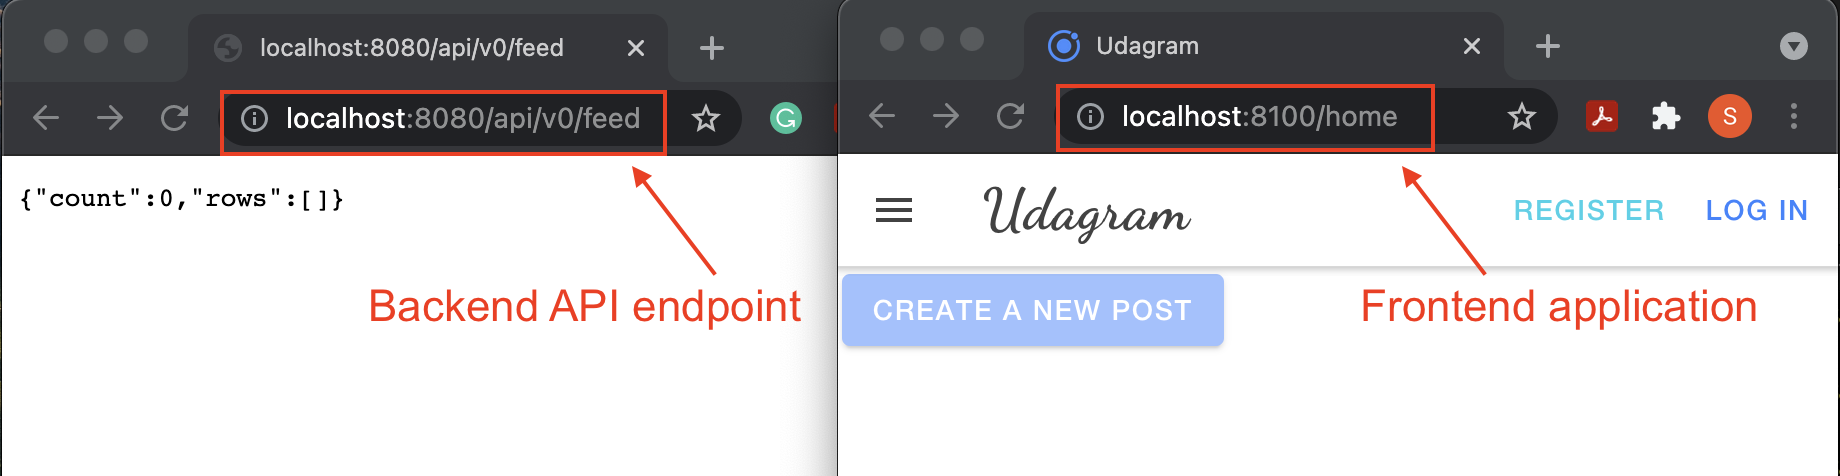 localhost:8080/api/v0/feed
localhost:8080/api/v0/feed
{"count":0,"rows":[]}
Backend API endpoint
Udagram
localhost:8100/home
S
Udagram
REGISTER
LOG IN
CREATE A NEW POST
Frontend application